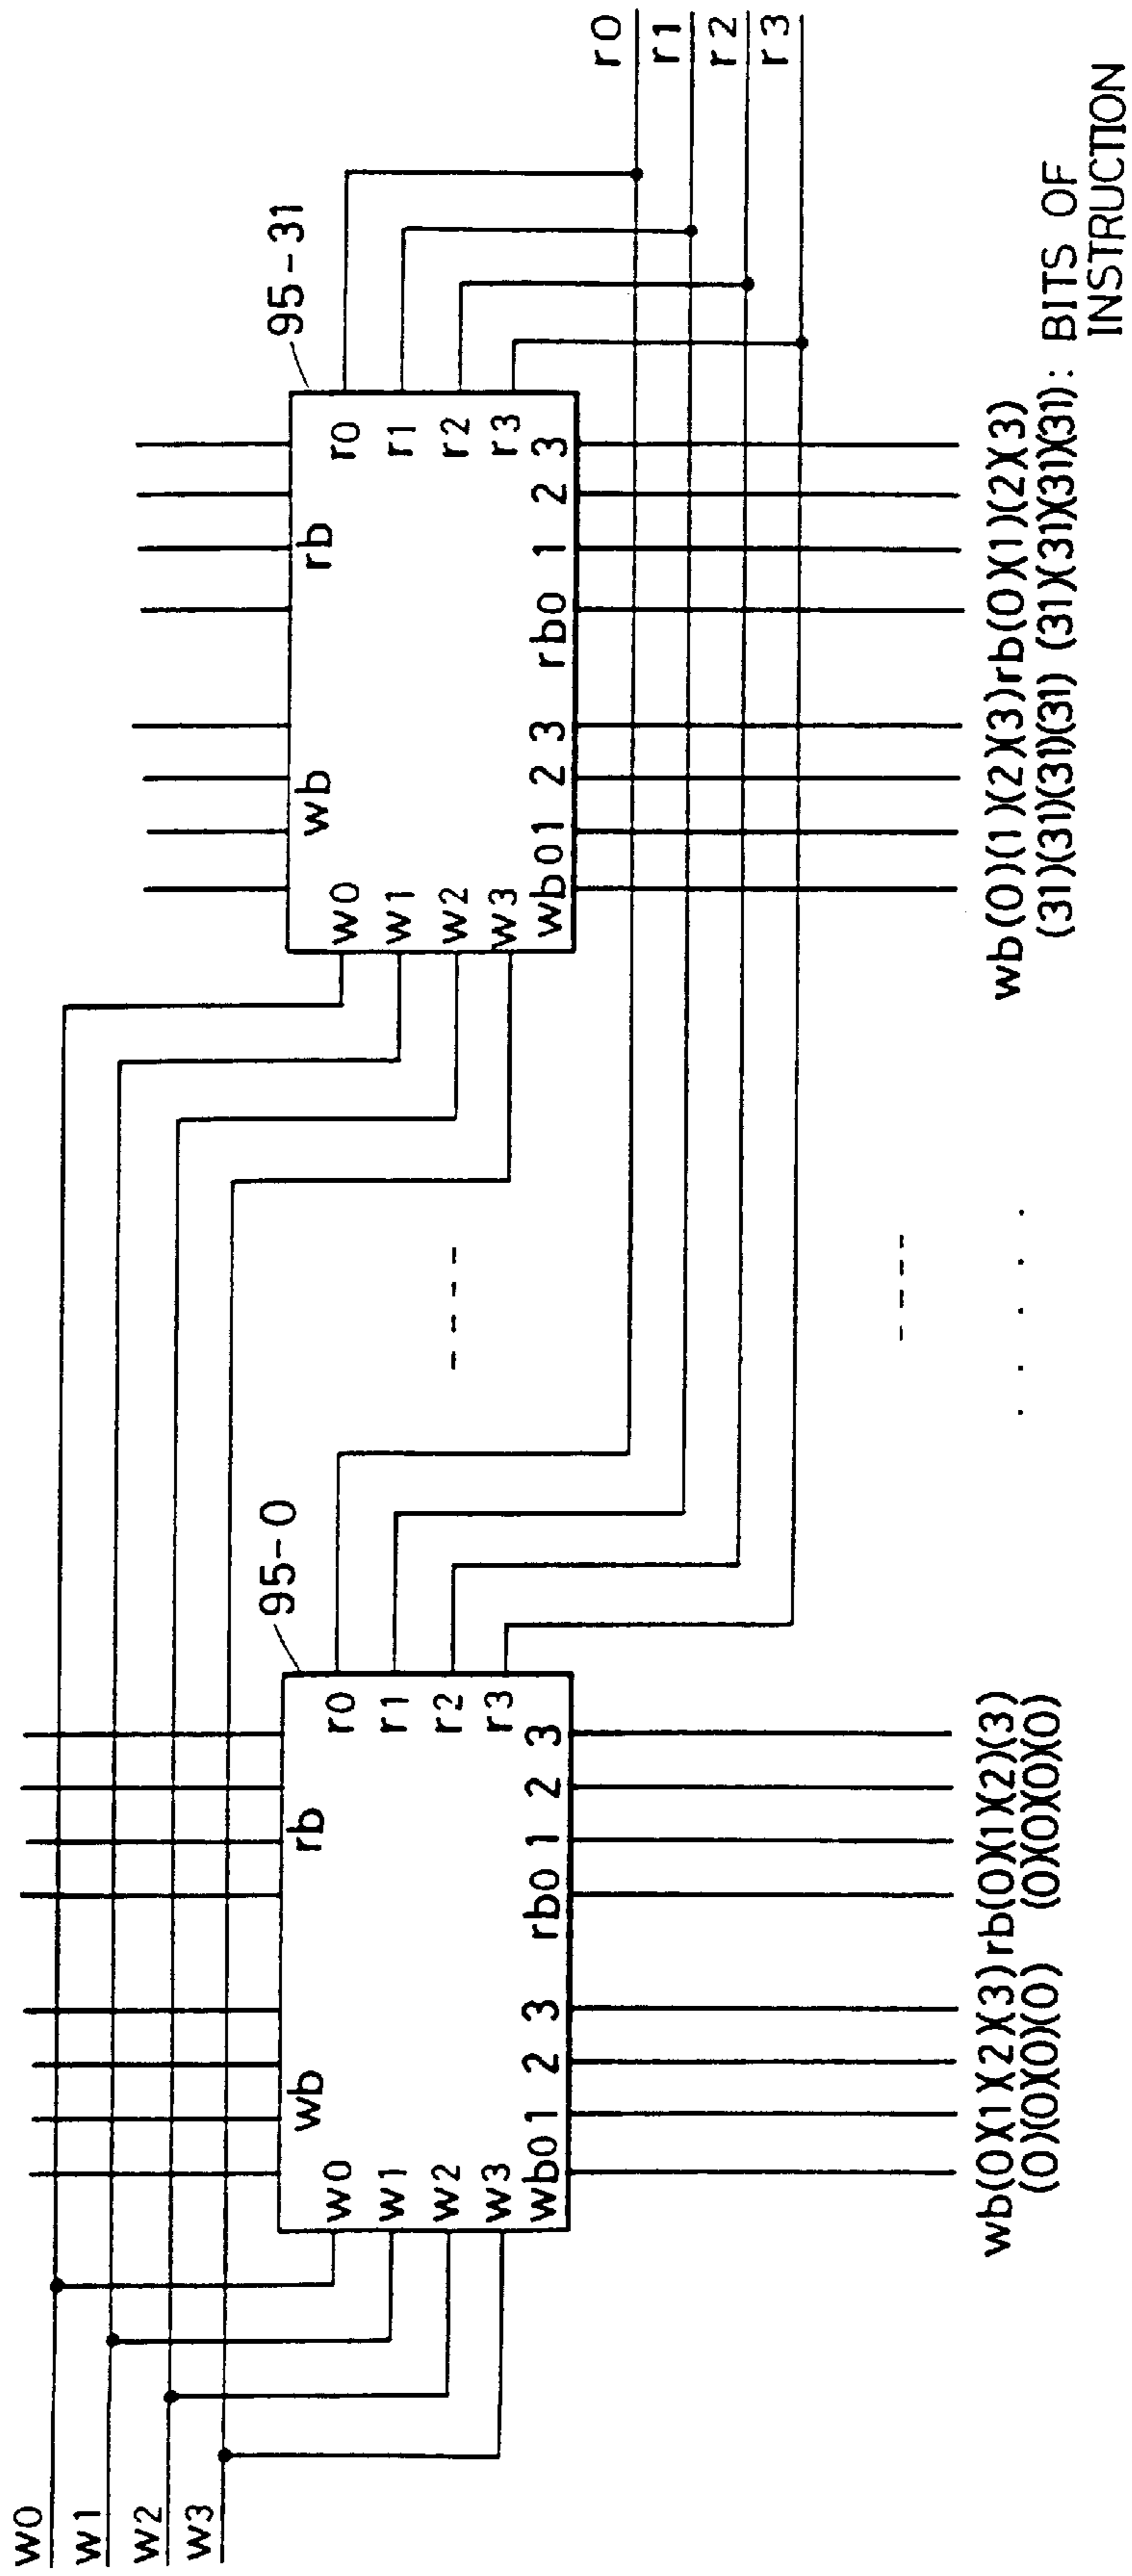 w0
w1
w2
w3
95-0
wb
rb
w0
w1
w2
w3
r0
r1
r2
r3
wb0 1 2 3 rb0 1 2 3
wb(0)(1)(2)(3)rb(0)(1)(2)(3)
(0)(0)(0)(0) (0)(0)(0)(0)
95-31
wb
rb
w0
w1
w2
w3
r0
r1
r2
r3
wb0 1 2 3 rb0 1 2 3
wb(0)(1)(2)(3)rb(0)(1)(2)(3)
(31)(31)(31)(31) (31)(31)(31)(31): BITS OF
INSTRUCTION
r0
r1
r2
r3